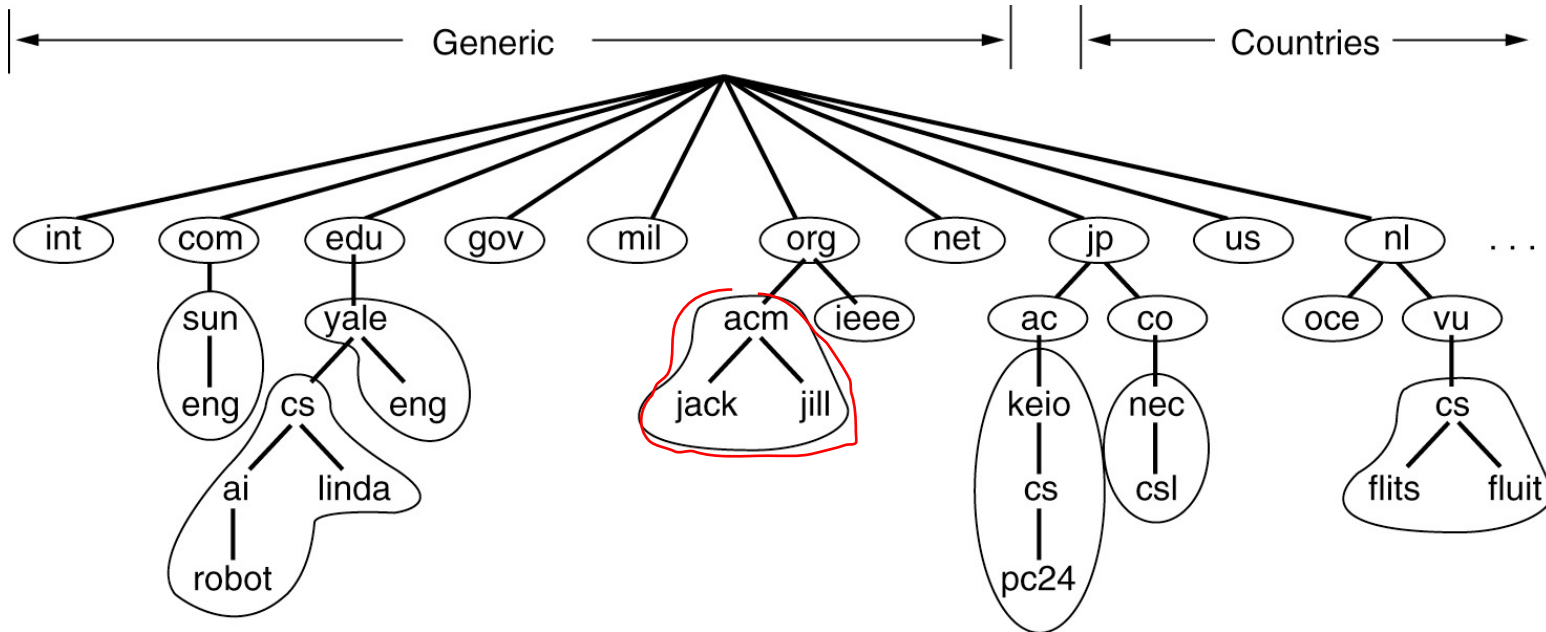 Generic Countries
int com edu gov mil org net jp us nl ...
sun yale acm ieee ac co oce vu
eng cs eng jack jill keio nec cs
ai linda cs csl flits fluit
robot pc24